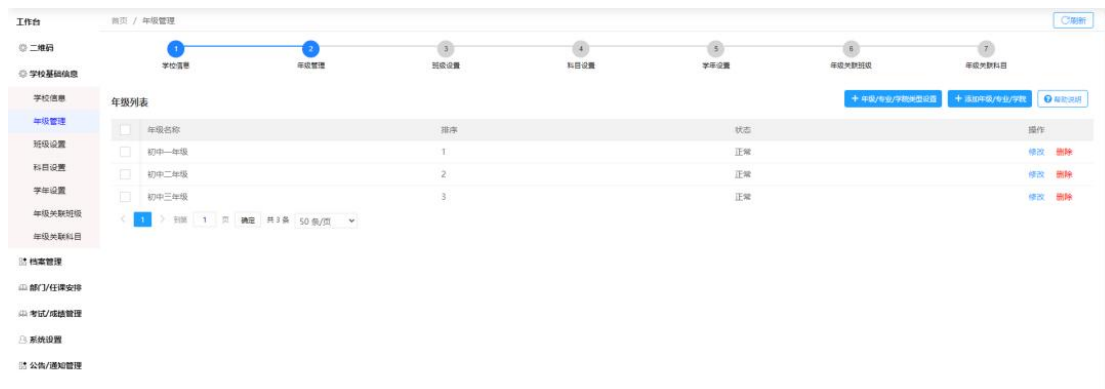 工作台
首页 / 年级管理
刷新
二维码
学校基础信息
学校信息
年级管理
班级设置
科目设置
学年设置
年级关联班级
年级关联科目
档案管理
部门/任课安排
考试/成绩管理
系统设置
公告/通知管理
1 2 3 4 5 6 7
学校信息 年级管理 班级设置 科目设置 学年设置 年级关联班级 年级关联科目
年级列表
+ 年级/专业/学院类型设置 + 添加年级/专业/学院 帮助说明
年级名称 排序 状态 操作
初中一年级 1 正常 修改 删除
初中二年级 2 正常 修改 删除
初中三年级 3 正常 修改 删除
1 到第 1 页 确定 共 3 条 50 条/页